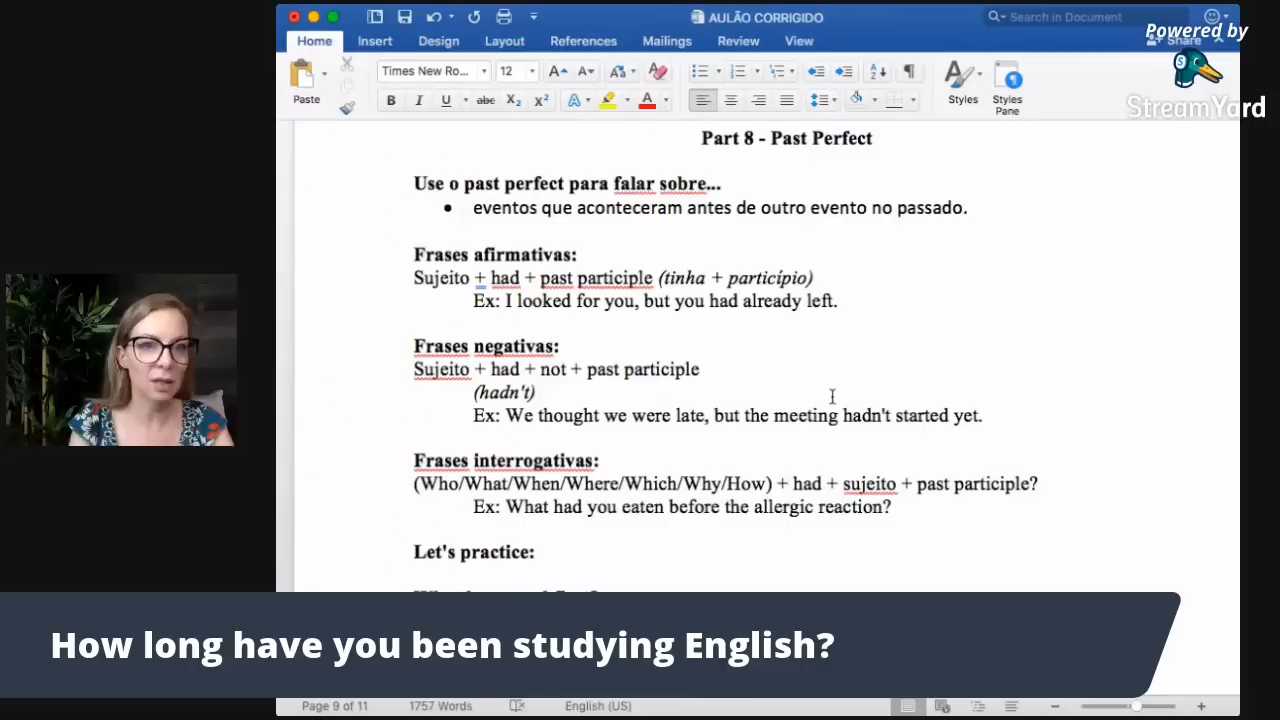 AULÃO CORRIGIDO
Search in Document
Home Insert Design Layout References Mailings Review View
Share
Powered by
StreamYard
Paste
Times New Ro...
12
Styles
Styles Pane
Part 8 - Past Perfect
Use o past perfect para falar sobre...
• eventos que aconteceram antes de outro evento no passado.
Frases afirmativas:
Sujeito + had + past participle (tinha + particípio)
Ex: I looked for you, but you had already left.
Frases negativas:
Sujeito + had + not + past participle
(hadn't)
Ex: We thought we were late, but the meeting hadn't started yet.
Frases interrogativas:
(Who/What/When/Where/Which/Why/How) + had + sujeito + past participle?
Ex: What had you eaten before the allergic reaction?
Let's practice:
How long have you been studying English?
Page 9 of 11 1757 Words English (US)